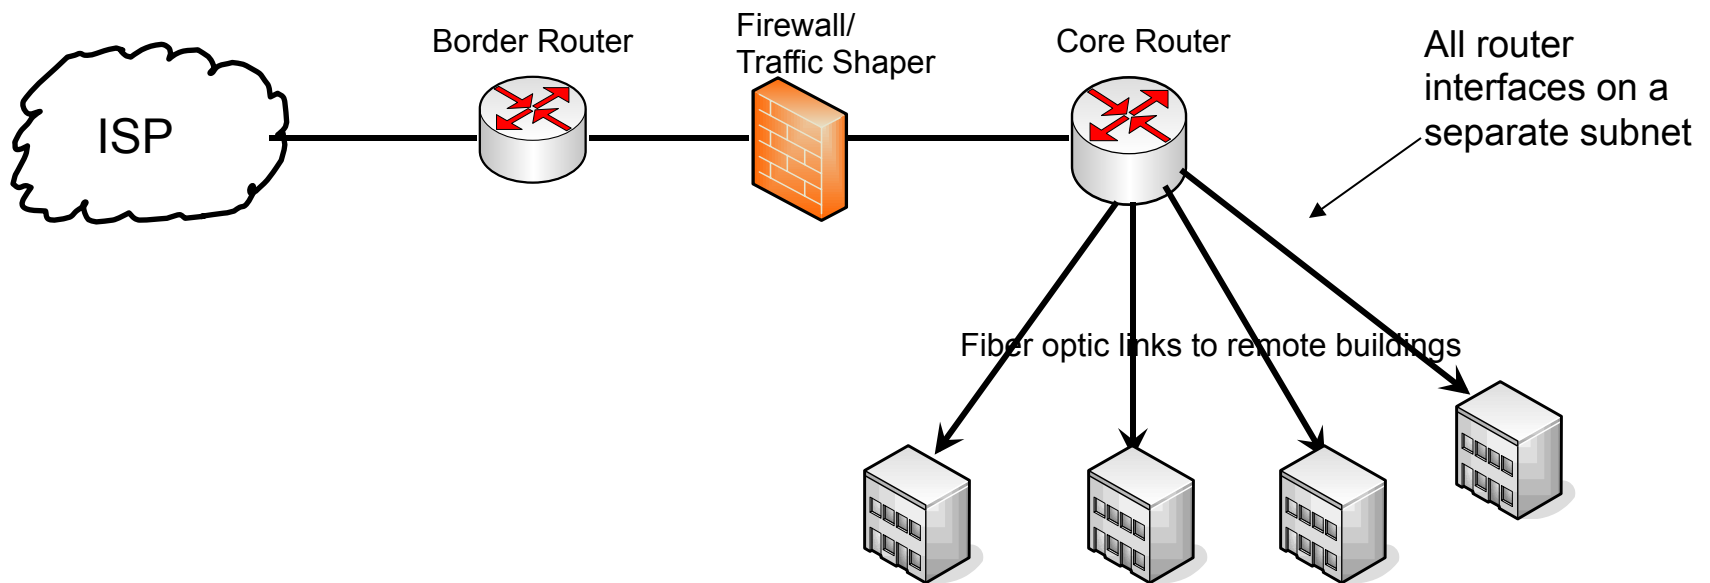 Border Router
Firewall/
Traffic Shaper
Core Router
All router
interfaces on a
separate subnet
ISP
Fiber optic links to remote buildings